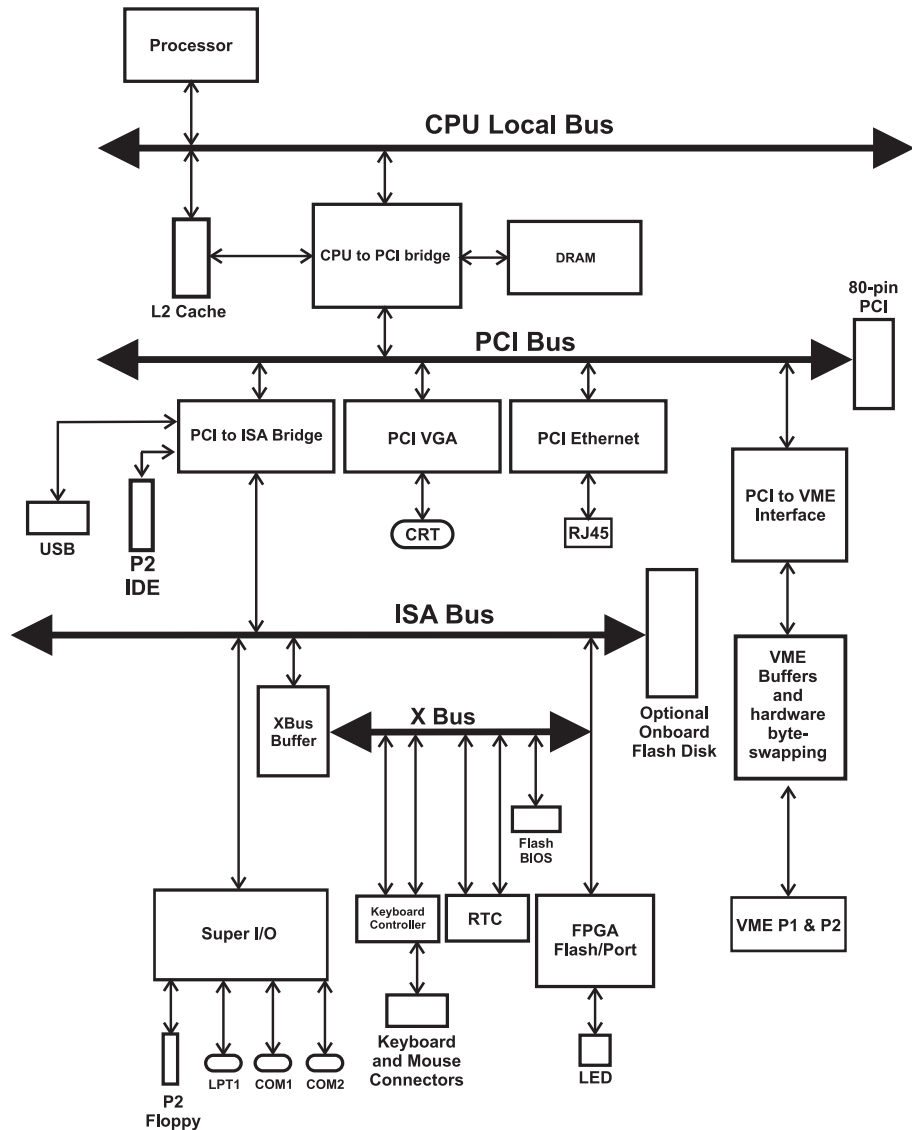 Processor
CPU Local Bus
CPU to PCI bridge
DRAM
L2 Cache
80-pin
PCI
PCI Bus
PCI to ISA Bridge
PCI VGA
PCI Ethernet
PCI to VME
Interface
USB
P2
IDE
CRT
RJ45
ISA Bus
VME
Buffers
and
hardware
byte-
swapping
XBus
Buffer
X Bus
Optional
Onboard
Flash Disk
Flash
BIOS
Super I/O
Keyboard
Controller
RTC
FPGA
Flash/Port
VME P1 & P2
P2
Floppy
LPT1
COM1
COM2
Keyboard
and Mouse
Connectors
LED